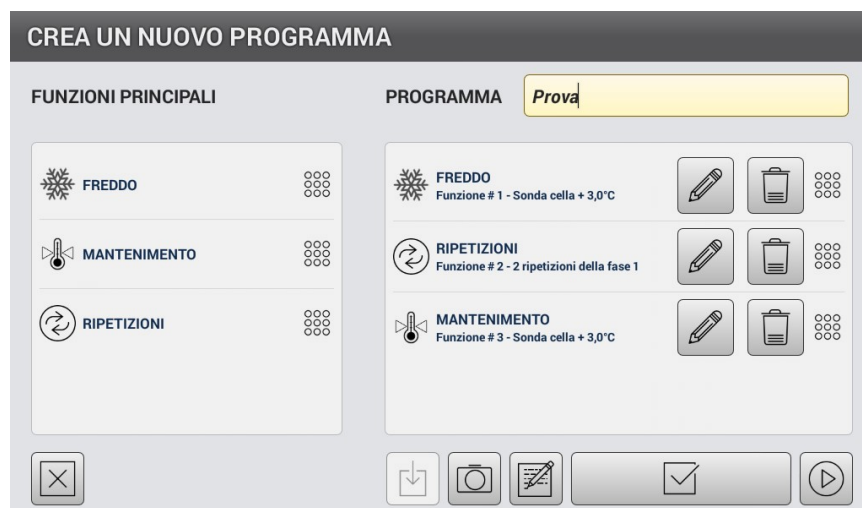 CREA UN NUOVO PROGRAMMA
FUNZIONI PRINCIPALI
PROGRAMMA
Prova
FREDDO
MANTENIMENTO
RIPETIZIONI
FREDDO
Funzione # 1 - Sonda cella + 3,0°C
RIPETIZIONI
Funzione # 2 - 2 ripetizioni della fase 1
MANTENIMENTO
Funzione # 3 - Sonda cella + 3,0°C